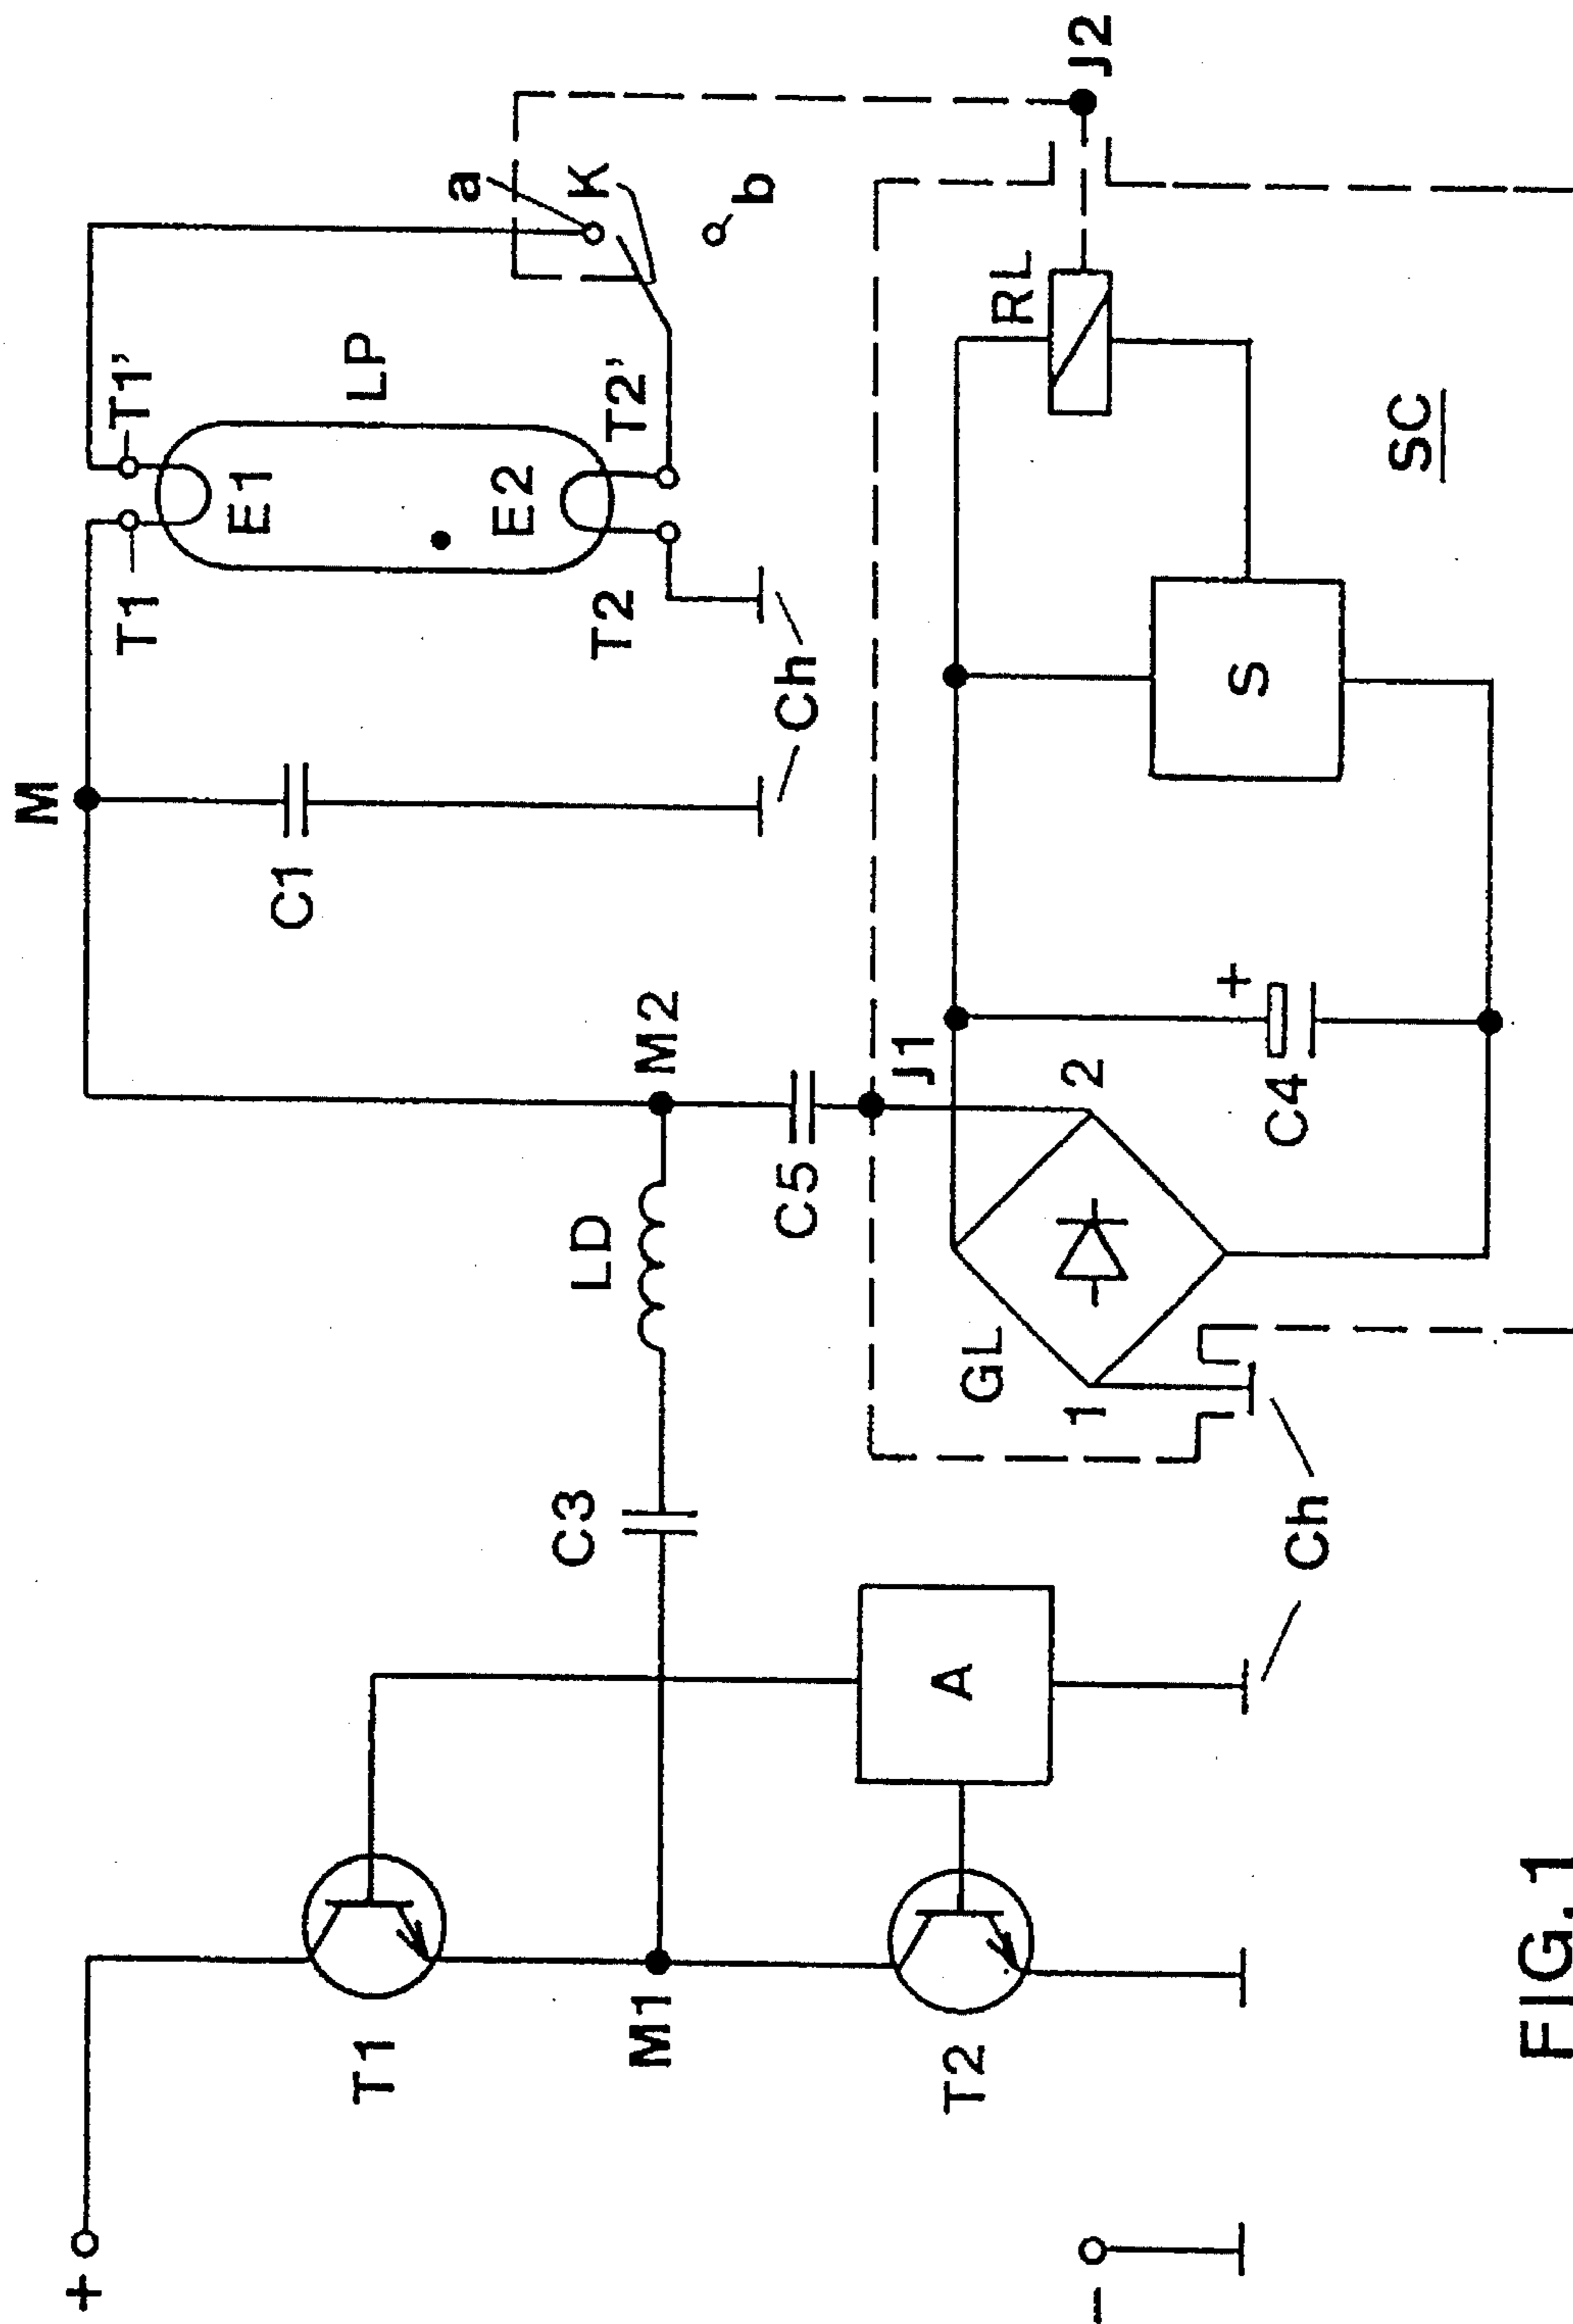 +
-
T1
T2
M1
A
C3
LD
M2
C5
J1
GL
1
2
C4
+
S
RL
SC
J2
Ch
Ch
M
C1
T1
T1'
E1
LP
E2
T2
T2'
a
K
b
FIG. 1